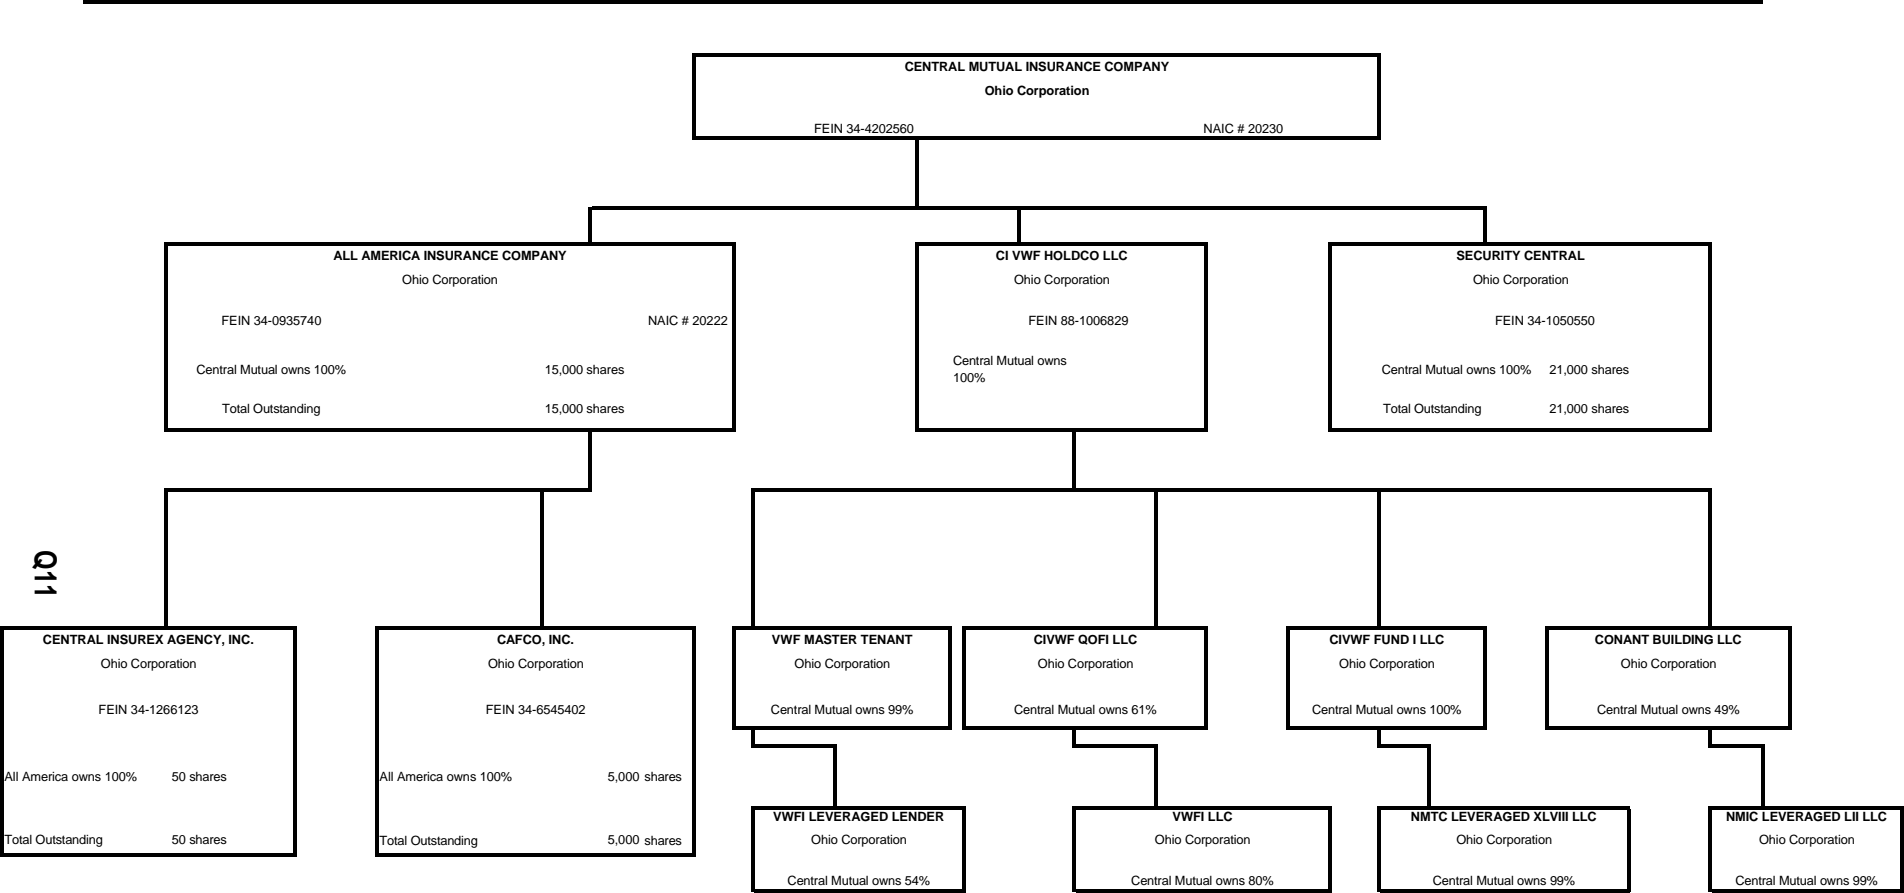 CENTRAL MUTUAL INSURANCE COMPANY
Ohio Corporation
FEIN 34-4202560 NAIC # 20230
ALL AMERICA INSURANCE COMPANY
Ohio Corporation
FEIN 34-0935740 NAIC # 20222
Central Mutual owns 100% 15,000 shares
Total Outstanding 15,000 shares
CI VWF HOLDCO LLC
Ohio Corporation
FEIN 88-1006829
Central Mutual owns
100%
SECURITY CENTRAL
Ohio Corporation
FEIN 34-1050550
Central Mutual owns 100% 21,000 shares
Total Outstanding 21,000 shares
Q11
CENTRAL INSUREX AGENCY, INC.
Ohio Corporation
FEIN 34-1266123
All America owns 100% 50 shares
Total Outstanding 50 shares
CAFCO, INC.
Ohio Corporation
FEIN 34-6545402
All America owns 100% 5,000 shares
Total Outstanding 5,000 shares
VWF MASTER TENANT
Ohio Corporation
Central Mutual owns 99%
CIVWF QOFI LLC
Ohio Corporation
Central Mutual owns 61%
CIVWF FUND I LLC
Ohio Corporation
Central Mutual owns 100%
CONANT BUILDING LLC
Ohio Corporation
Central Mutual owns 49%
VWFI LEVERAGED LENDER
Ohio Corporation
Central Mutual owns 54%
VWFI LLC
Ohio Corporation
Central Mutual owns 80%
NMTC LEVERAGED XLVIII LLC
Ohio Corporation
Central Mutual owns 99%
NMIC LEVERAGED LII LLC
Ohio Corporation
Central Mutual owns 99%